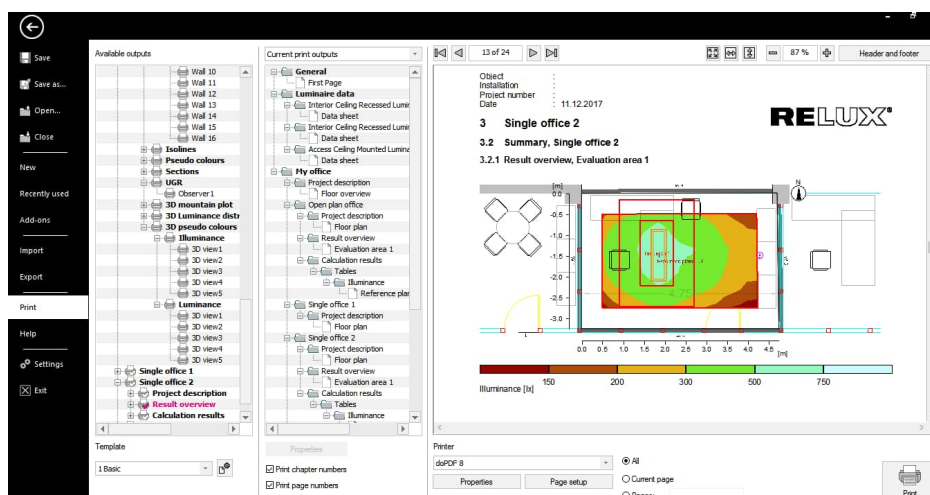 Save
Save as...
Open...
Close
New
Recently used
Add-ons
Import
Export
Print
Help
Settings
Exit
Available outputs
Wall 10
Wall 11
Wall 12
Wall 13
Wall 14
Wall 15
Wall 16
Isolines
Pseudo colours
Sections
UGR
Observer1
3D mountain plot
3D Luminance distr
3D pseudo colours
Illuminance
3D view1
3D view2
3D view3
3D view4
3D view5
Luminance
3D view1
3D view2
3D view3
3D view4
3D view5
Single office 1
Single office 2
Project description
Result overview
Calculation results
Template
1 Basic
Current print outputs
General
First Page
Luminaire data
Interior Ceiling Recessed Lumir
Data sheet
Interior Ceiling Recessed Lumir
Data sheet
Access Ceiling Mounted Lumina
Data sheet
My office
Project description
Floor overview
Open plan office
Project description
Floor plan
Result overview
Evaluation area 1
Calculation results
Tables
Illuminance
Reference plar
Single office 1
Project description
Floor plan
Single office 2
Project description
Floor plan
Result overview
Evaluation area 1
Calculation results
Tables
Illuminance
Properties
Print chapter numbers
Print page numbers
13 of 24
87 %
Header and footer
Object :
Installation :
Project number :
Date : 11.12.2017
RELUX®
3 Single office 2
3.2 Summary, Single office 2
3.2.1 Result overview, Evaluation area 1
N
[m]
0.0
-0.5
-1.0
-1.5
-2.0
-2.5
-3.0
4.75
0.0 0.5 1.0 1.5 2.0 2.5 3.0 3.5 4.0 4.5 [m]
Illuminance [lx]
150 200 300 500 750
Printer
doPDF 8
Properties
Page setup
All
Current page
Print